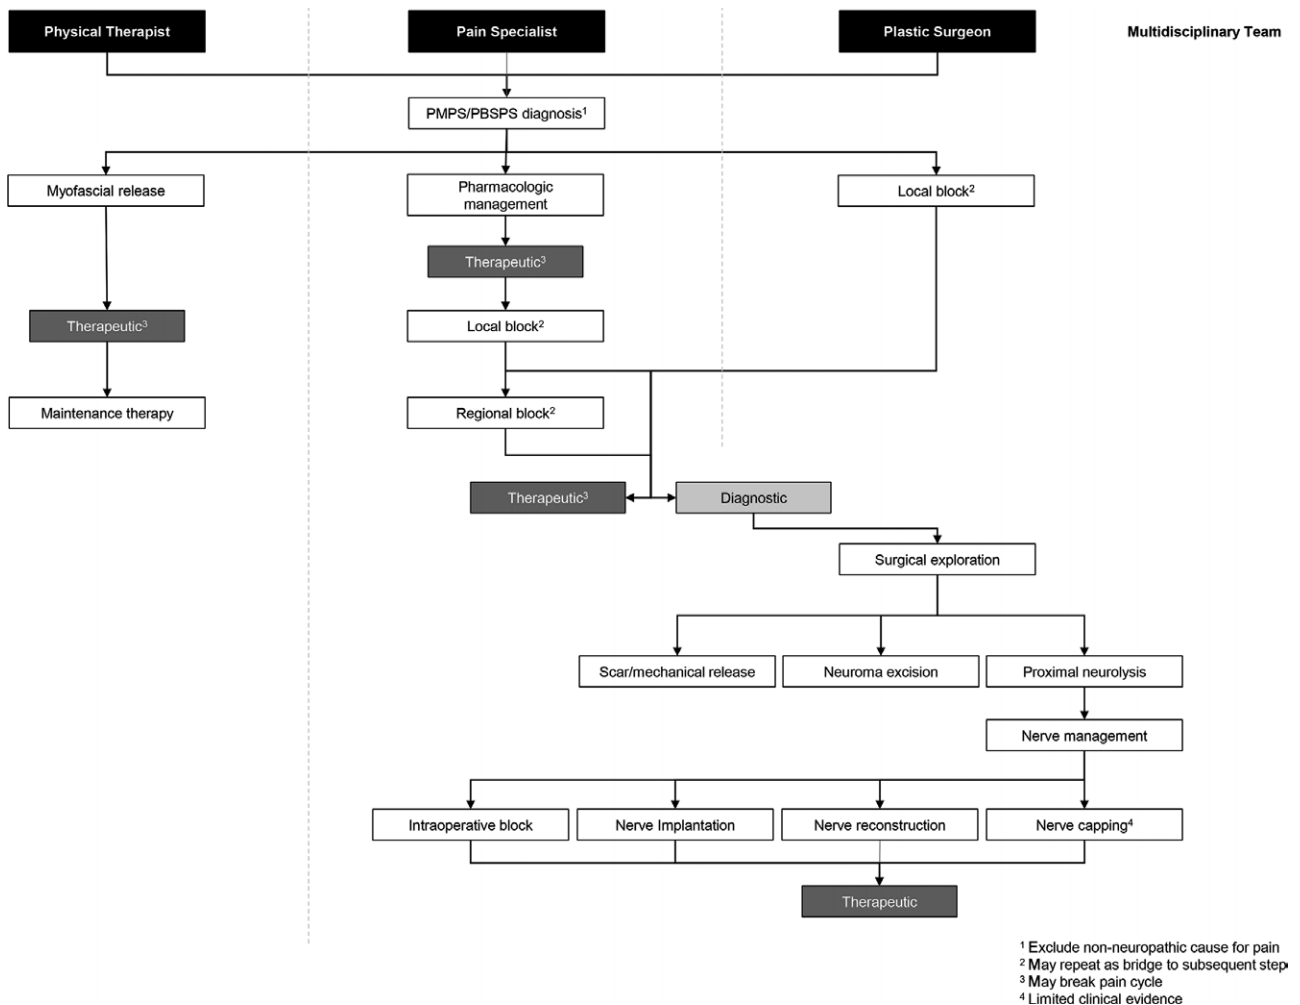 Physical Therapist
Pain Specialist
Plastic Surgeon
Multidisciplinary Team
PMPS/PBSPS diagnosis¹
Myofascial release
Pharmacologic
management
Local block²
Therapeutic³
Therapeutic³
Local block²
Maintenance therapy
Regional block²
Therapeutic³
Diagnostic
Surgical exploration
Scar/mechanical release
Neuroma excision
Proximal neurolysis
Nerve management
Intraoperative block
Nerve Implantation
Nerve reconstruction
Nerve capping⁴
Therapeutic
¹ Exclude non-neuropathic cause for pain
² May repeat as bridge to subsequent step
³ May break pain cycle
⁴ Limited clinical evidence